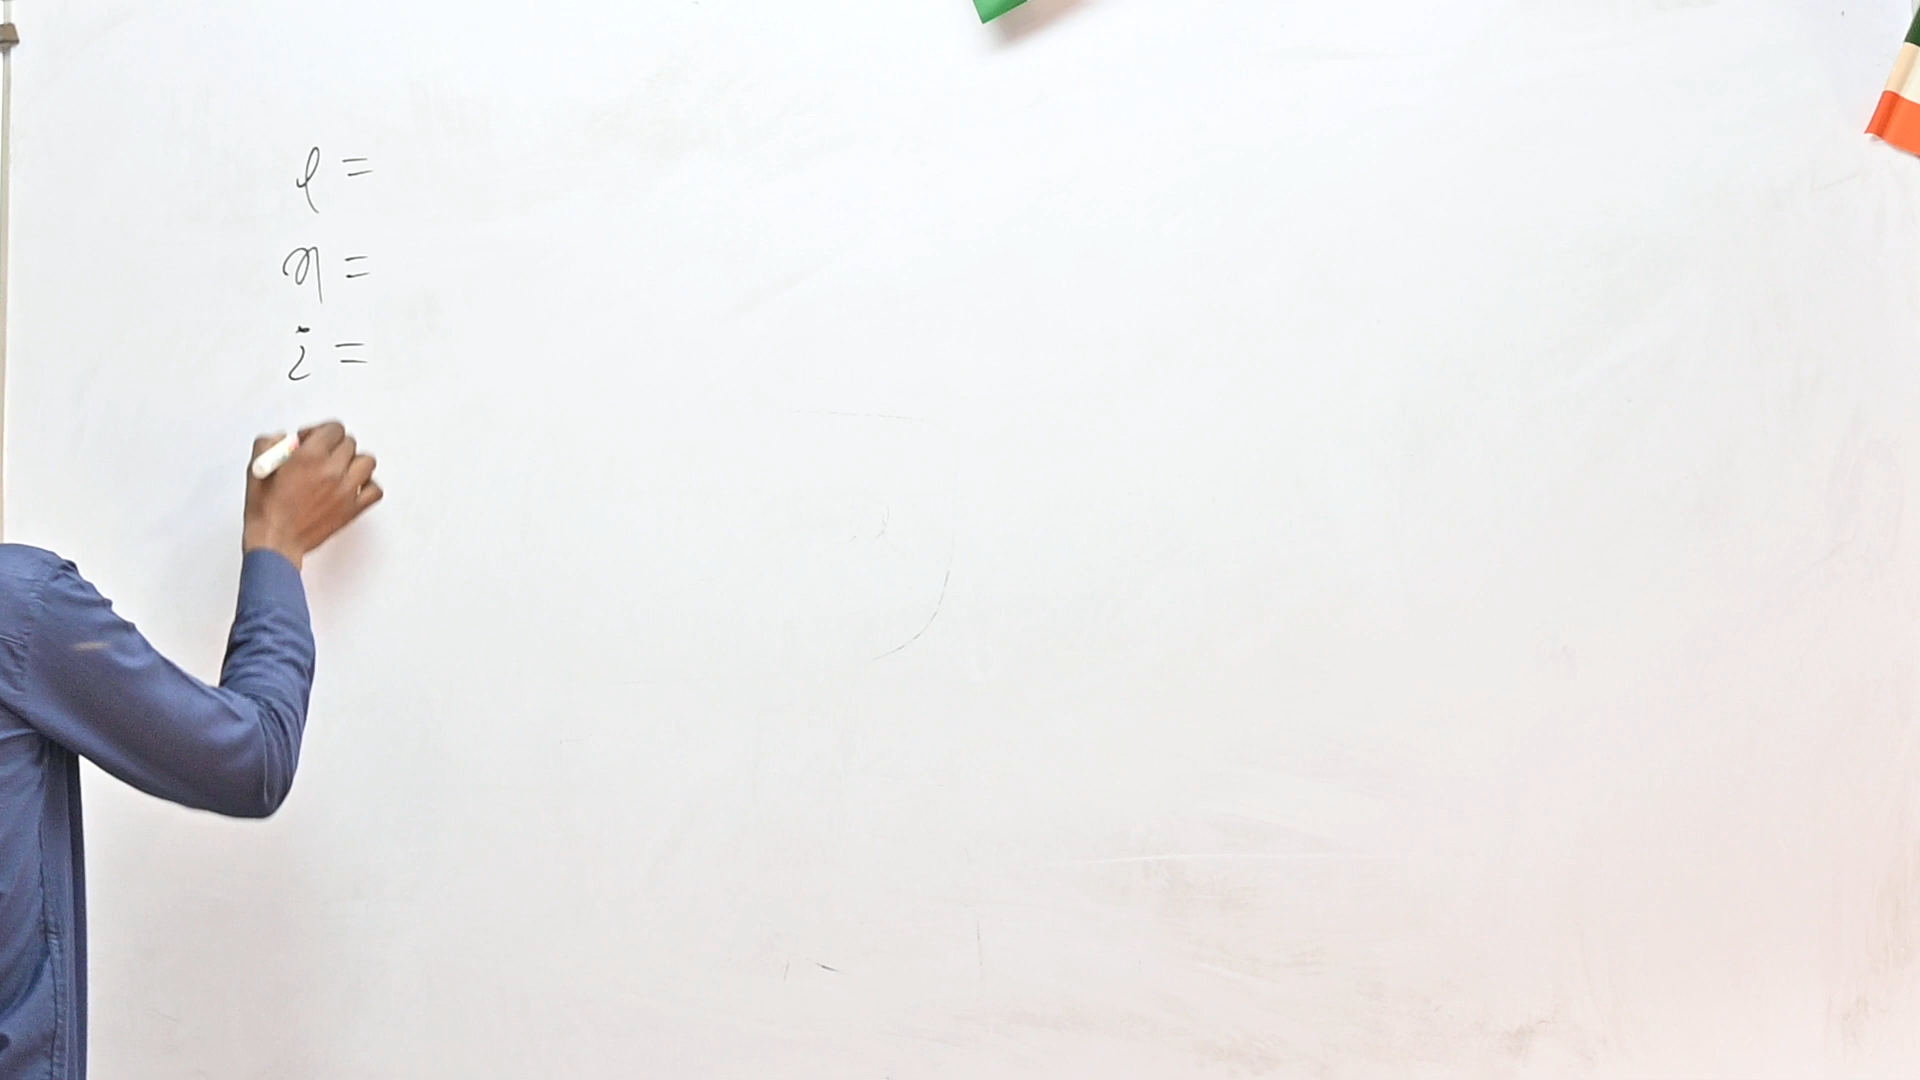 l =
n =
i =